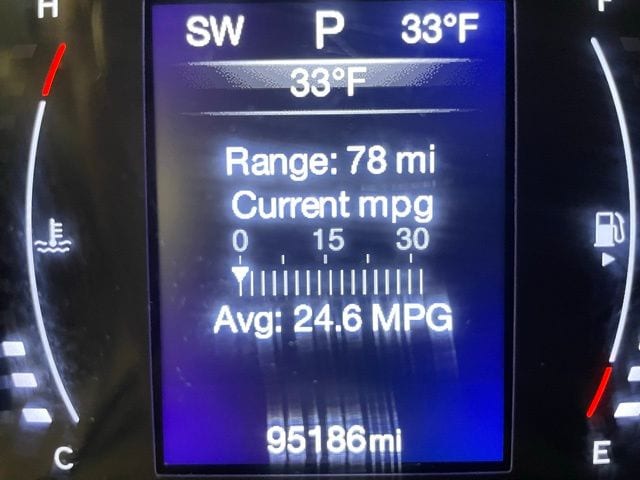 H
SW P 33°F
F
33°F
Range: 78 mi
Current mpg
0 15 30
Avg: 24.6 MPG
95186mi
C
E